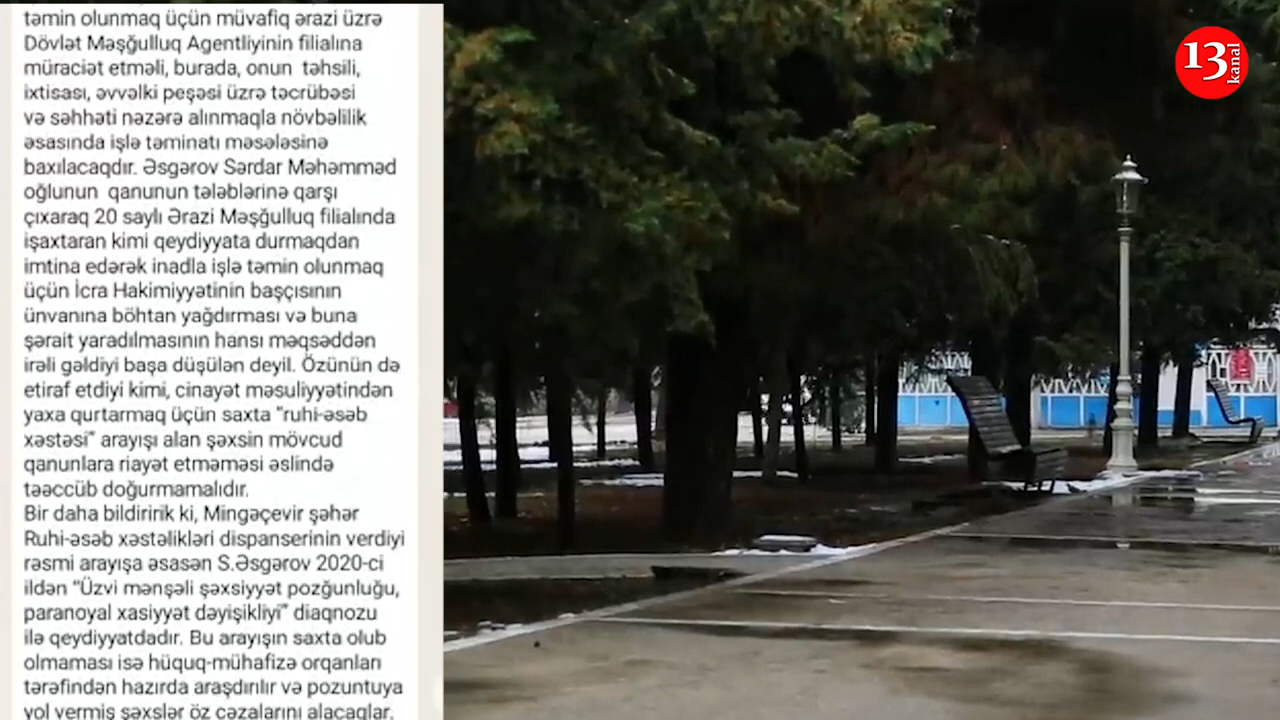 təmin olunmaq üçün müvafiq ərazi üzrə
Dövlət Məşğulluq Agentliyinin filialına
müraciət etməli, burada, onun təhsili,
ixtisası, əvvəlki peşəsi üzrə təcrübəsi
və səhhəti nəzərə alınmaqla növbəlilik
əsasında işlə təminatı məsələsinə
baxılacaqdır. Əsgərov Sərdar Məhəmməd
oğlunun qanunun tələblərinə qarşı
çıxaraq 20 saylı Ərazi Məşğulluq filialında
işaxtaran kimi qeydiyyata durmaqdan
imtina edərək inadla işlə təmin olunmaq
üçün İcra Hakimiyyətinin başçısının
ünvanına böhtan yağdırması və buna
şərait yaradılmasının hansı məqsəddən
irəli gəldiyi başa düşülən deyil. Özünün də
etiraf etdiyi kimi, cinayət məsuliyyətindən
yaxa qurtarmaq üçün saxta “ruhi-əsəb
xəstəsi” arayışı alan şəxsin mövcud
qanunlara riayət etməməsi əslində
təəccüb doğurmamalıdır.
Bir daha bildiririk ki, Mingəçevir şəhər
Ruhi-əsəb xəstəlikləri dispanserinin verdiyi
rəsmi arayışa əsasən S.Əsgərov 2020-ci
ildən “Üzvi mənşəli şəxsiyyət pozğunluğu,
paranoyal xasiyyət dəyişikliyi” diaqnozu
ilə qeydiyyatdadır. Bu arayışın saxta olub
olmaması isə hüquq-mühafizə orqanları
tərəfindən hazırda araşdırılır və pozuntuya
yol vermiş şəxslər öz cəzalarını alacaqlar.
13 kanal